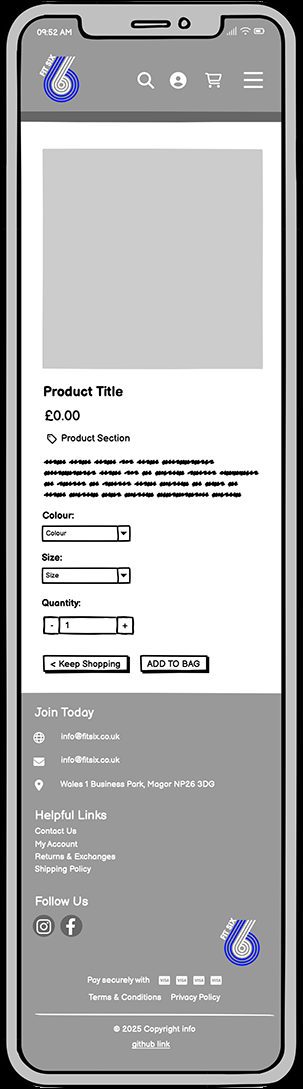 09:52 AM
FIT SIX
Product Title
£0.00
Product Section
Colour:
Colour
Size:
Size
Quantity:
- 1 +
< Keep Shopping ADD TO BAG
Join Today
info@fitsix.co.uk
info@fitsix.co.uk
Wales 1 Business Park, Magor NP26 3DG
Helpful Links
Contact Us
My Account
Returns & Exchanges
Shipping Policy
Follow Us
FIT SIX
Pay securely with VISA VISA VISA VISA
Terms & Conditions Privacy Policy
© 2025 Copyright info
github link